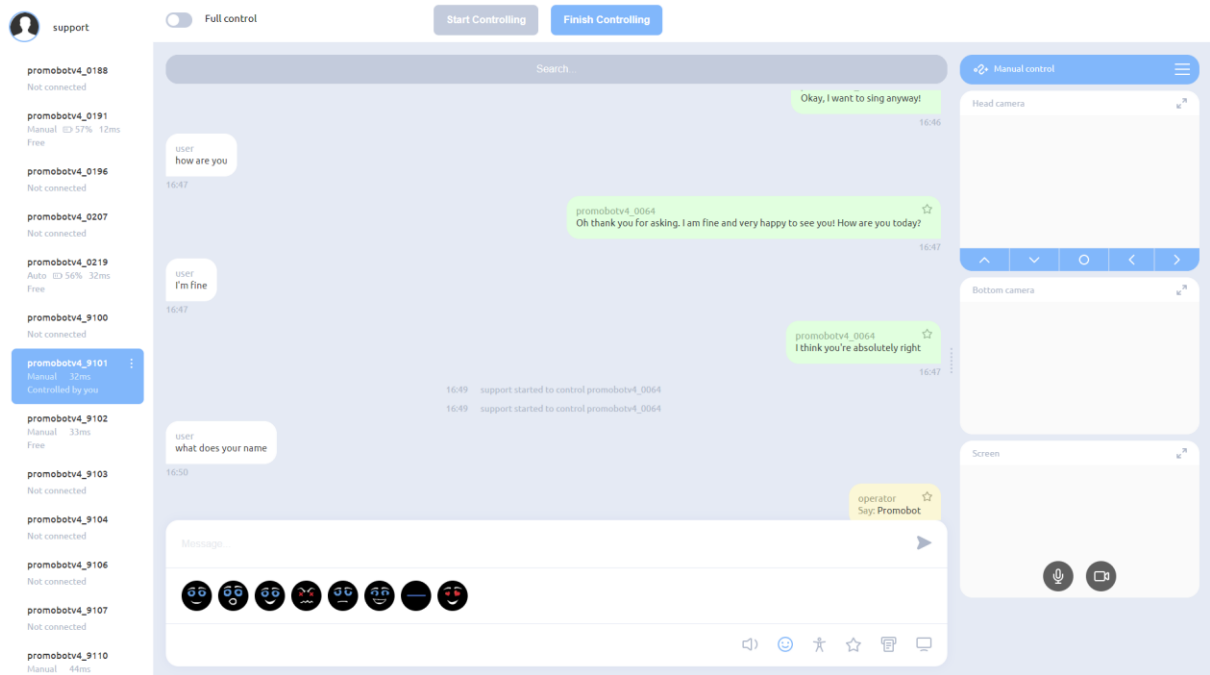 support
Full control
Start Controlling
Finish Controlling
promobotv4_0188
Not connected
promobotv4_0191
Manual 57% 12ms
Free
promobotv4_0196
Not connected
promobotv4_0207
Not connected
promobotv4_0219
Auto 56% 32ms
Free
promobotv4_9100
Not connected
promobotv4_9101
Manual 32ms
Controlled by you
promobotv4_9102
Manual 33ms
Free
promobotv4_9103
Not connected
promobotv4_9104
Not connected
promobotv4_9106
Not connected
promobotv4_9107
Not connected
promobotv4_9110
Manual 44ms
Search...
Okay, I want to sing anyway!
16:46
user
how are you
16:47
promobotv4_0064
Oh thank you for asking. I am fine and very happy to see you! How are you today?
16:47
user
I'm fine
16:47
promobotv4_0064
I think you're absolutely right
16:47
16:49 support started to control promobotv4_0064
16:49 support started to control promobotv4_0064
user
what does your name
16:50
operator
Say: Promobot
Message...
Manual control
Head camera
Bottom camera
Screen